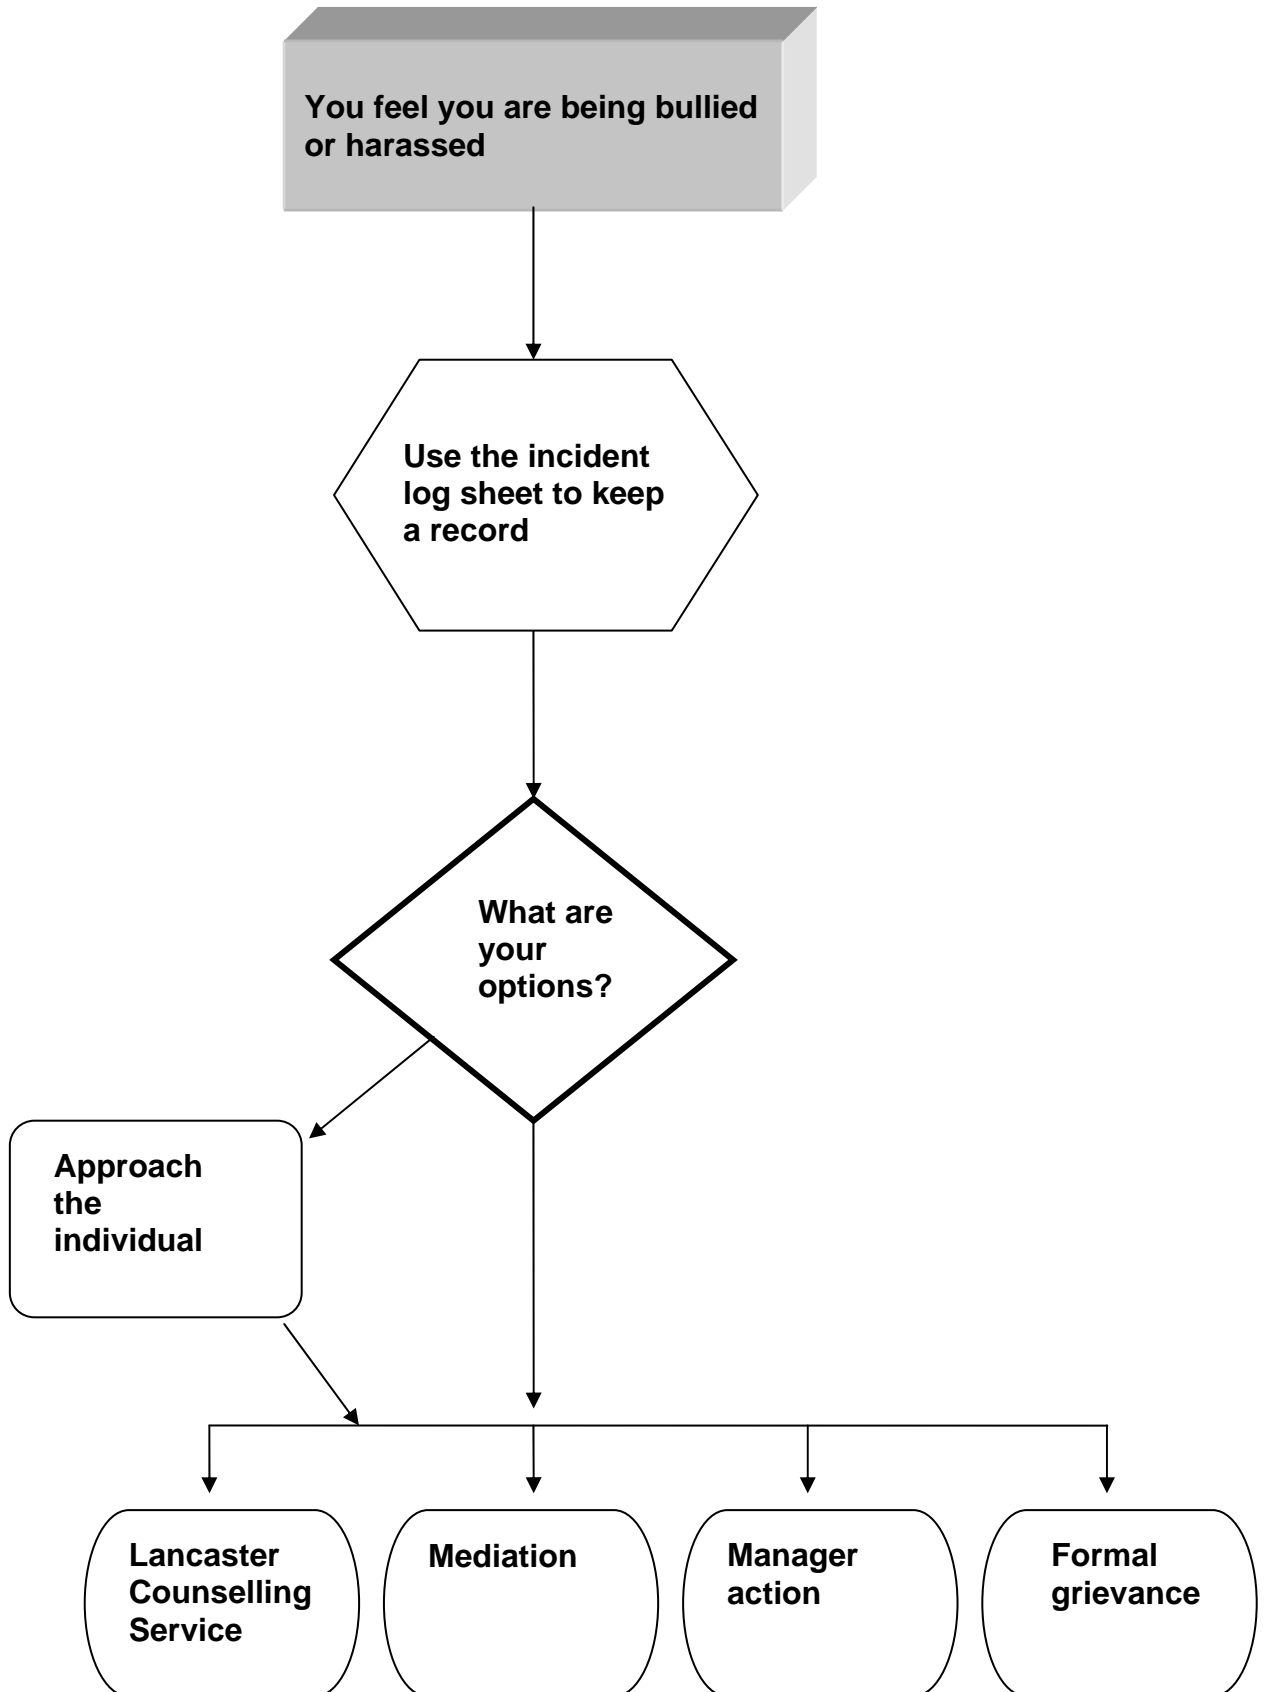 You feel you are being bullied
or harassed
Use the incident
log sheet to keep
a record
What are
your
options?
Approach
the
individual
Lancaster
Counselling
Service
Mediation
Manager
action
Formal
grievance